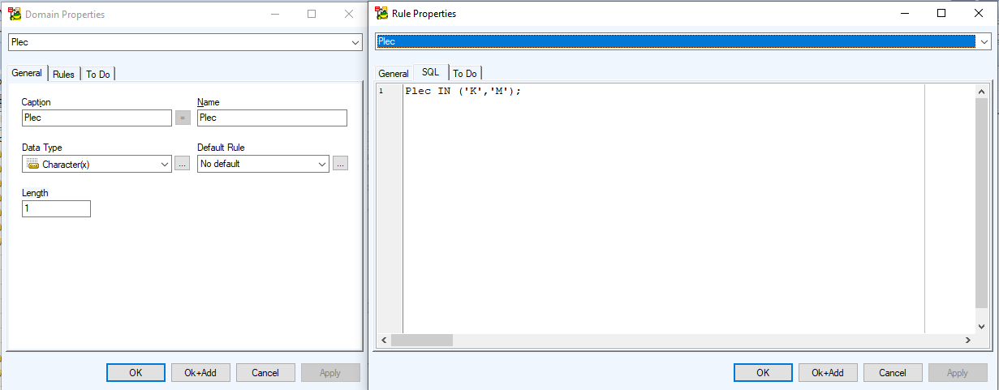 Domain Properties
Plec
General Rules To Do
Caption Name
Plec = Plec
Data Type Default Rule
Character(x) ... No default ...
Length
1
OK Ok+Add Cancel Apply
Rule Properties
Plec
General SQL To Do
1 Plec IN ('K','M');
OK Ok+Add Cancel Apply